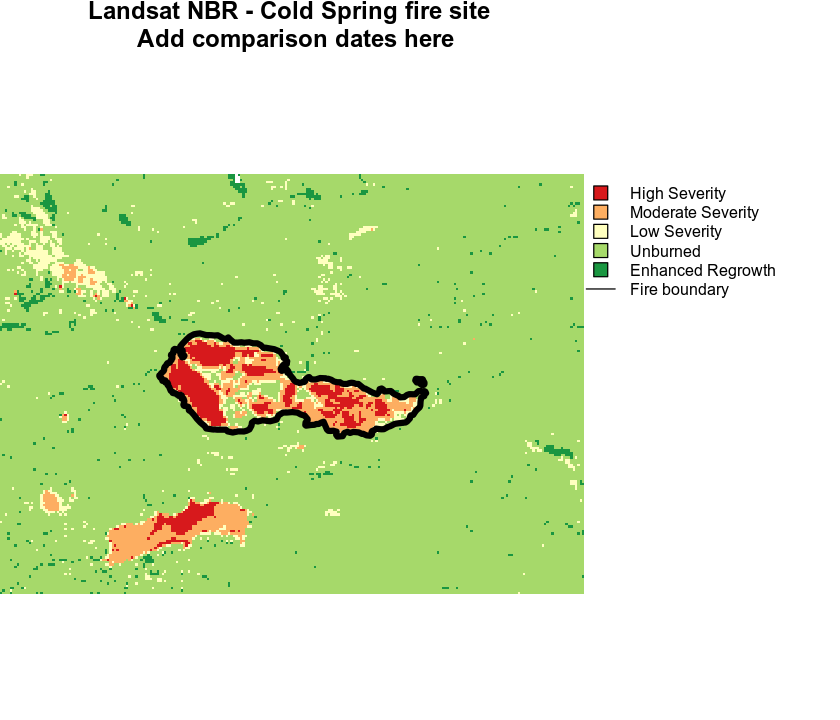 Landsat NBR - Cold Spring fire site
Add comparison dates here
High Severity
Moderate Severity
Low Severity
Unburned
Enhanced Regrowth
Fire boundary